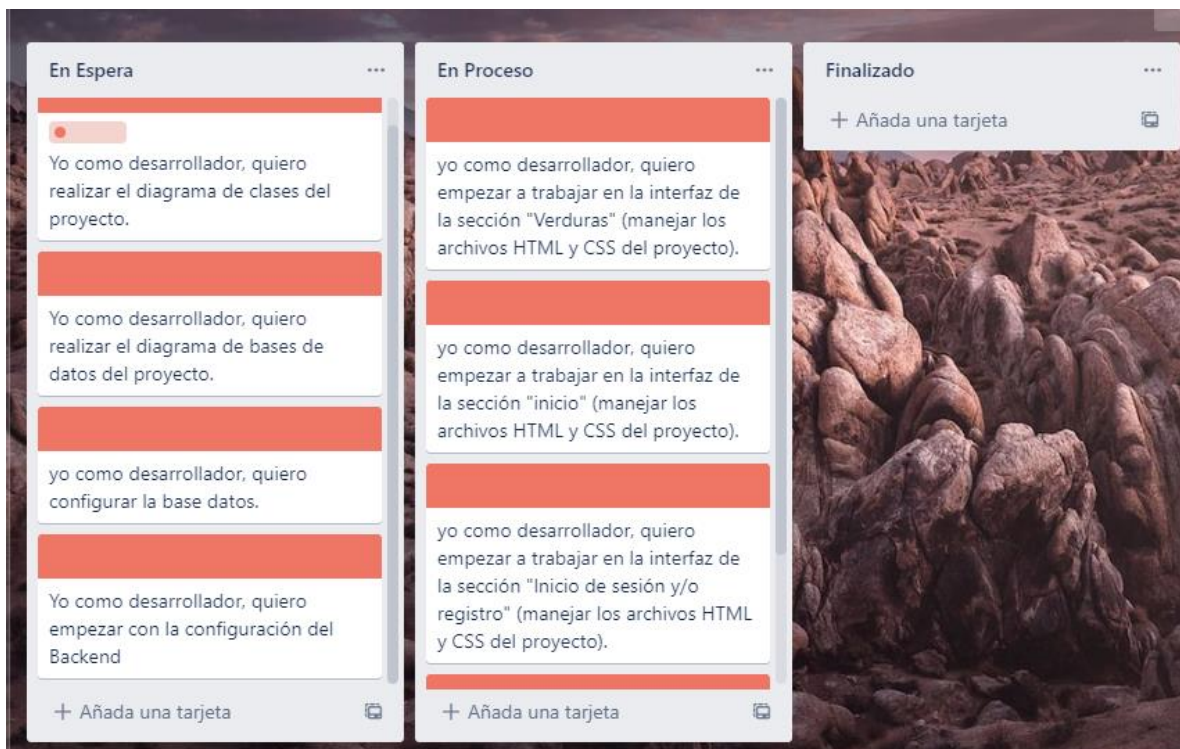 En Espera
Yo como desarrollador, quiero
realizar el diagrama de clases del
proyecto.
Yo como desarrollador, quiero
realizar el diagrama de bases de
datos del proyecto.
yo como desarrollador, quiero
configurar la base datos.
Yo como desarrollador, quiero
empezar con la configuración del
Backend
+ Añada una tarjeta
En Proceso
yo como desarrollador, quiero
empezar a trabajar en la interfaz de
la sección "Verduras" (manejar los
archivos HTML y CSS del proyecto).
yo como desarrollador, quiero
empezar a trabajar en la interfaz de
la sección "inicio" (manejar los
archivos HTML y CSS del proyecto).
yo como desarrollador, quiero
empezar a trabajar en la interfaz de
la sección "Inicio de sesión y/o
registro" (manejar los archivos HTML
y CSS del proyecto).
+ Añada una tarjeta
Finalizado
+ Añada una tarjeta